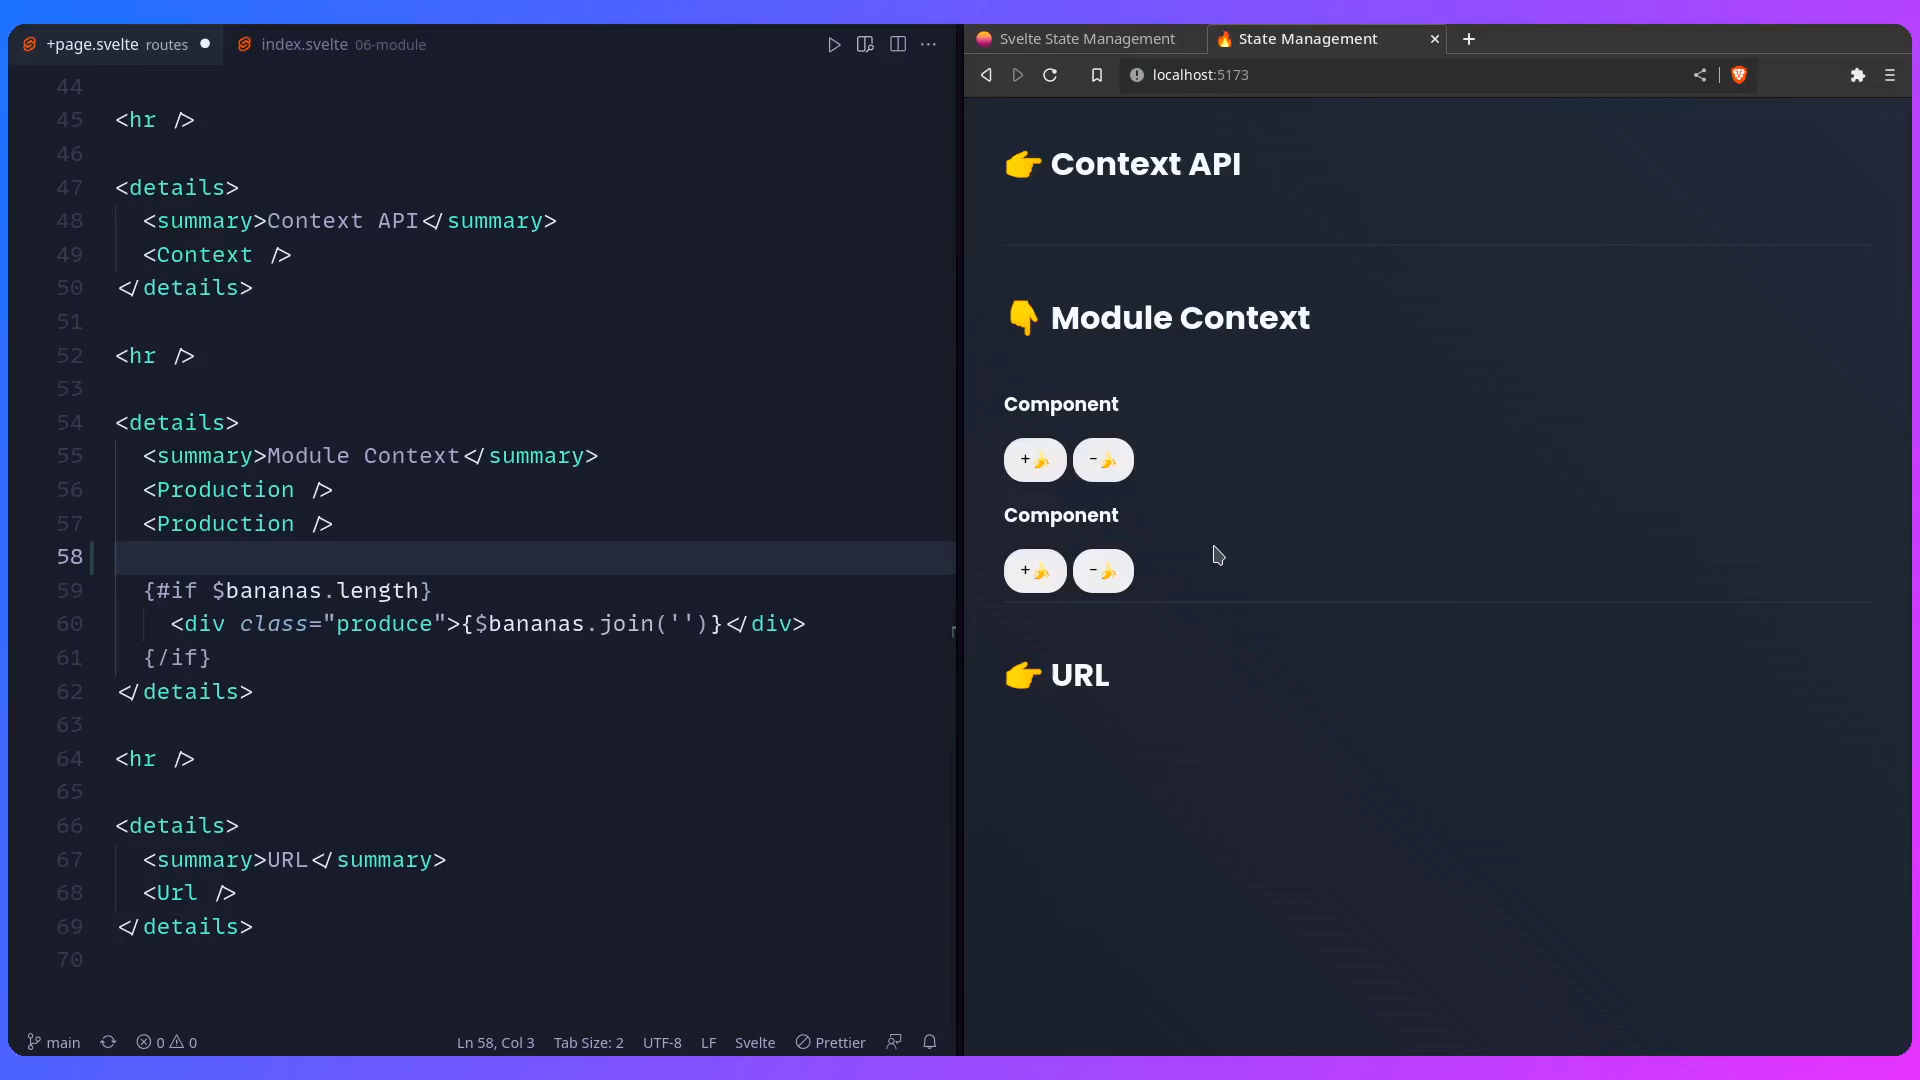 +page.svelte routes
index.svelte 06-module
44
45 <hr />
46
47 <details>
48 <summary>Context API</summary>
49 <Context />
50 </details>
51
52 <hr />
53
54 <details>
55 <summary>Module Context</summary>
56 <Production />
57 <Production />
58
59 {#if $bananas.length}
60 <div class="produce">{$bananas.join('')}</div>
61 {/if}
62 </details>
63
64 <hr />
65
66 <details>
67 <summary>URL</summary>
68 <Url />
69 </details>
70
main
0
0
Ln 58, Col 3
Tab Size: 2
UTF-8
LF
Svelte
Prettier
Svelte State Management
🔥 State Management
localhost:5173
👉 Context API
👇 Module Context
Component
+🍌 -🍌
Component
+🍌 -🍌
👉 URL